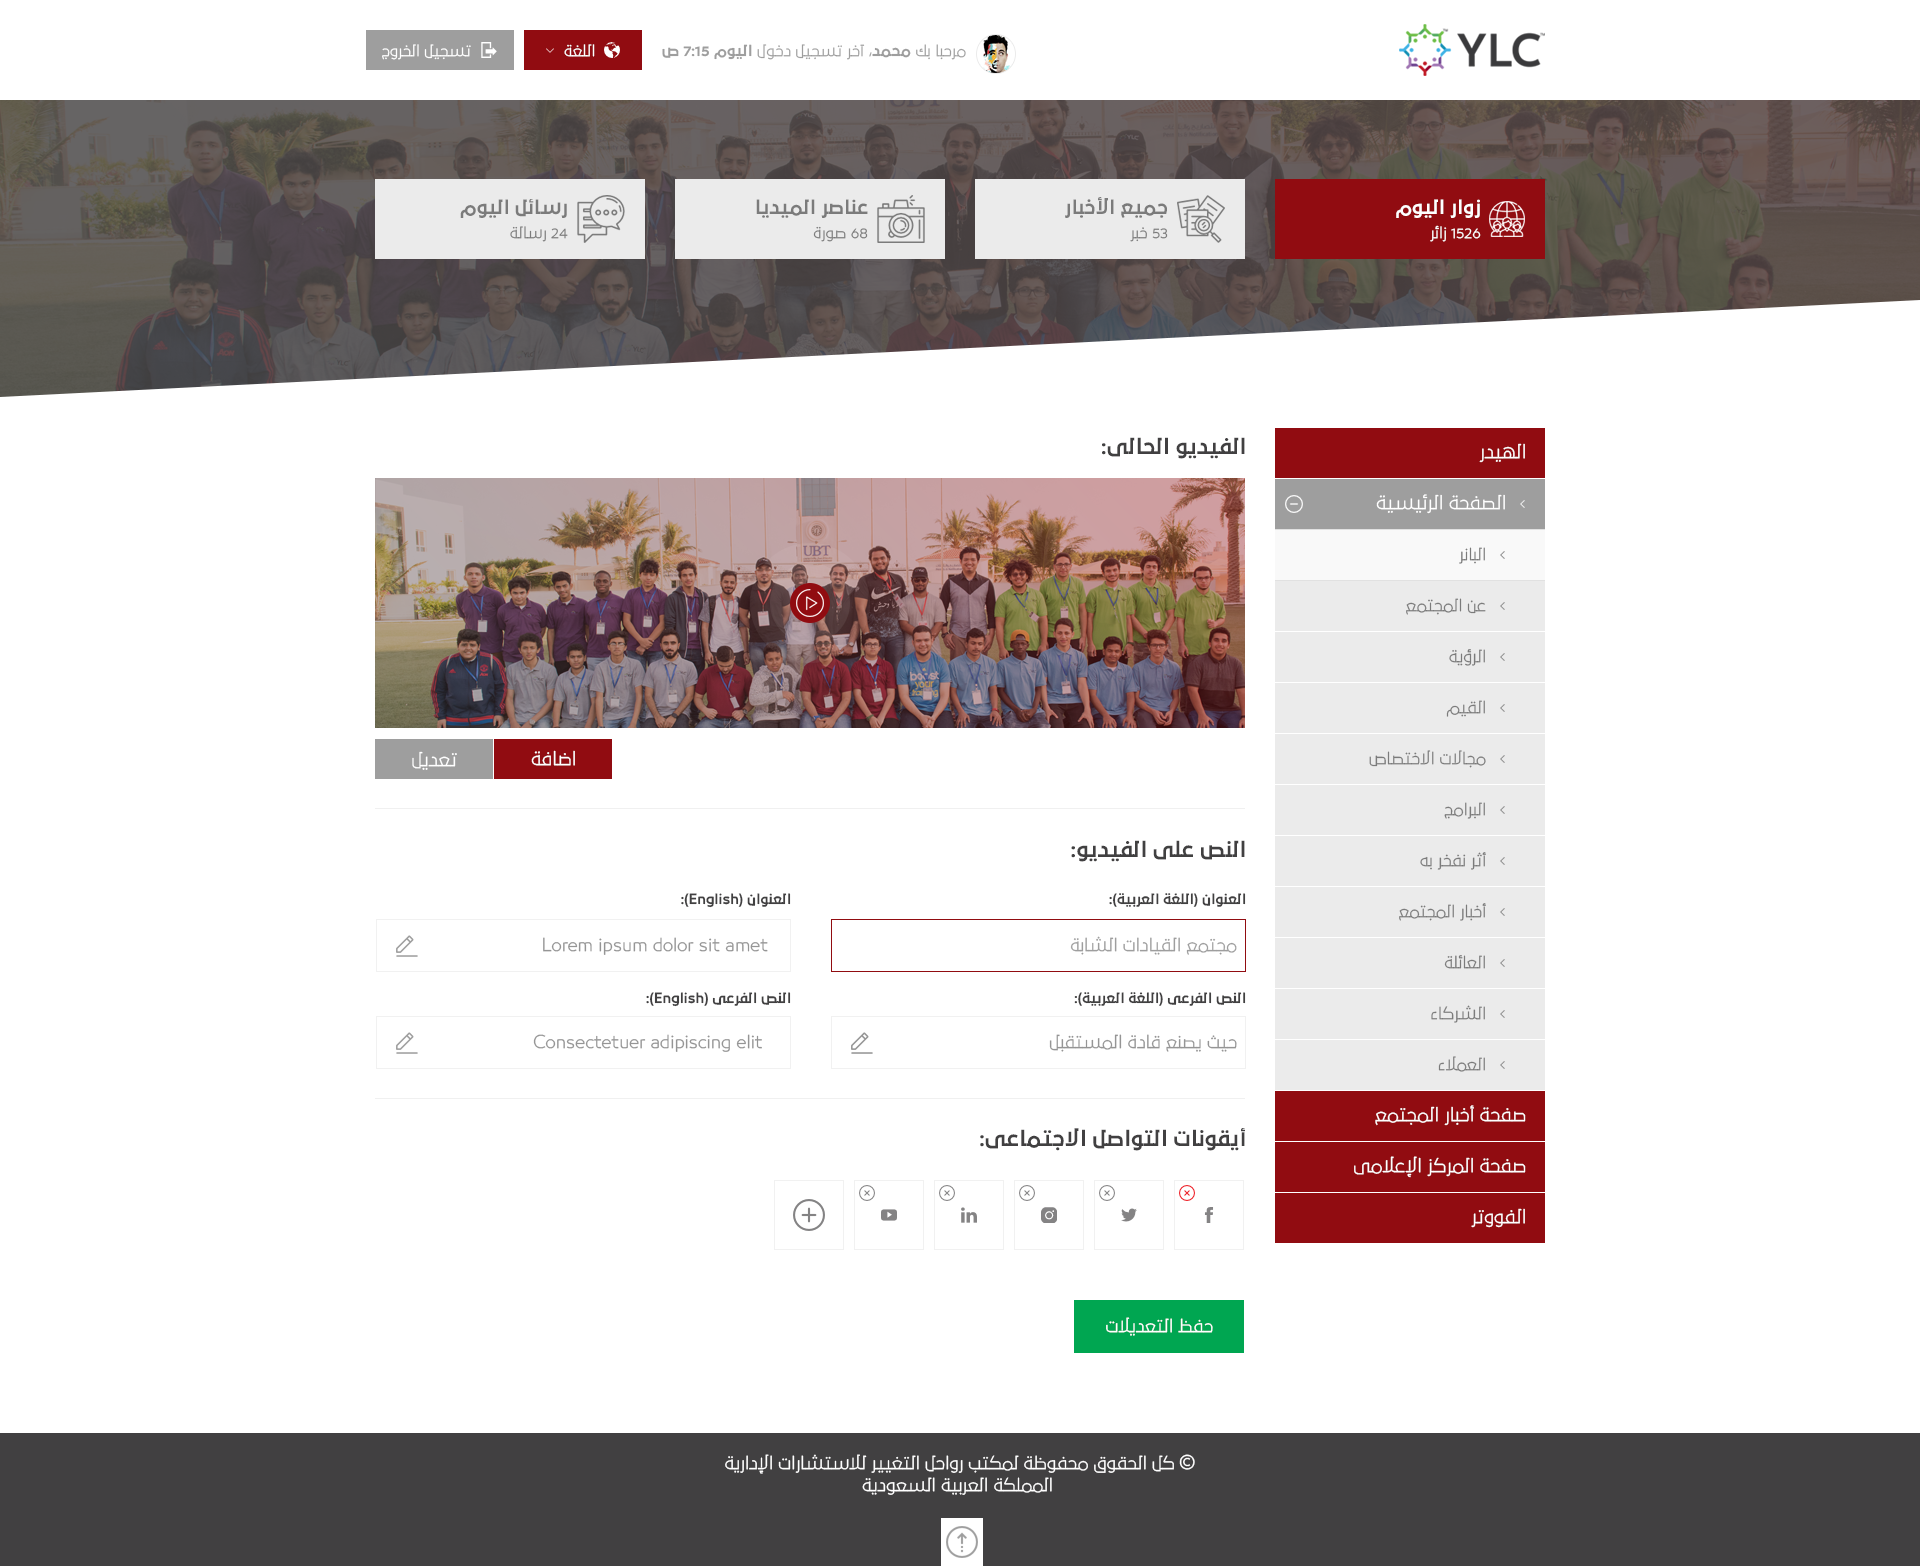 YLC
مرحبا بك محمد، آخر تسجيل دخول اليوم 7:15 ص
اللغة
تسجيل الخروج
زوار اليوم
1526 زائر
جميع الأخبار
53 خبر
عناصر الميديا
68 صورة
رسائل اليوم
24 رسالة
الهيدر
الصفحة الرئيسية
البانر
عن المجتمع
الرؤية
القيم
مجالات الاختصاص
البرامج
أثر نفخر به
أخبار المجتمع
العائلة
الشركاء
العملاء
صفحة أخبار المجتمع
صفحة المركز الإعلامى
الفووتر
الفيديو الحالى:
UBT
اضافة
تعديل
النص على الفيديو:
العنوان (اللغة العربية):
العنوان (English):
مجتمع القيادات الشابة
Lorem ipsum dolor sit amet
النص الفرعى (اللغة العربية):
النص الفرعى (English):
حيث يصنع قادة المستقبل
Consectetuer adipiscing elit
أيقونات التواصل الاجتماعى:
حفظ التعديلات
© كل الحقوق محفوظة لمكتب رواحل التغيير للاستشارات الإدارية
المملكة العربية السعودية